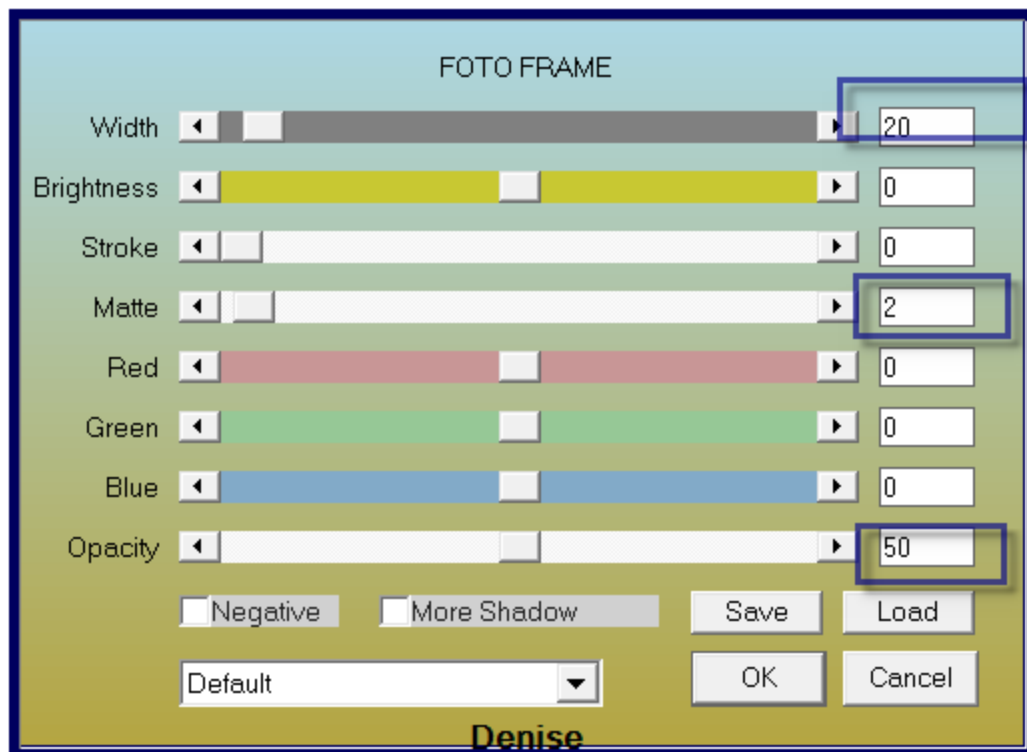 FOTO FRAME
Width 20
Brightness 0
Stroke 0
Matte 2
Red 0
Green 0
Blue 0
Opacity 50
Negative More Shadow Save Load
Default OK Cancel
Denise